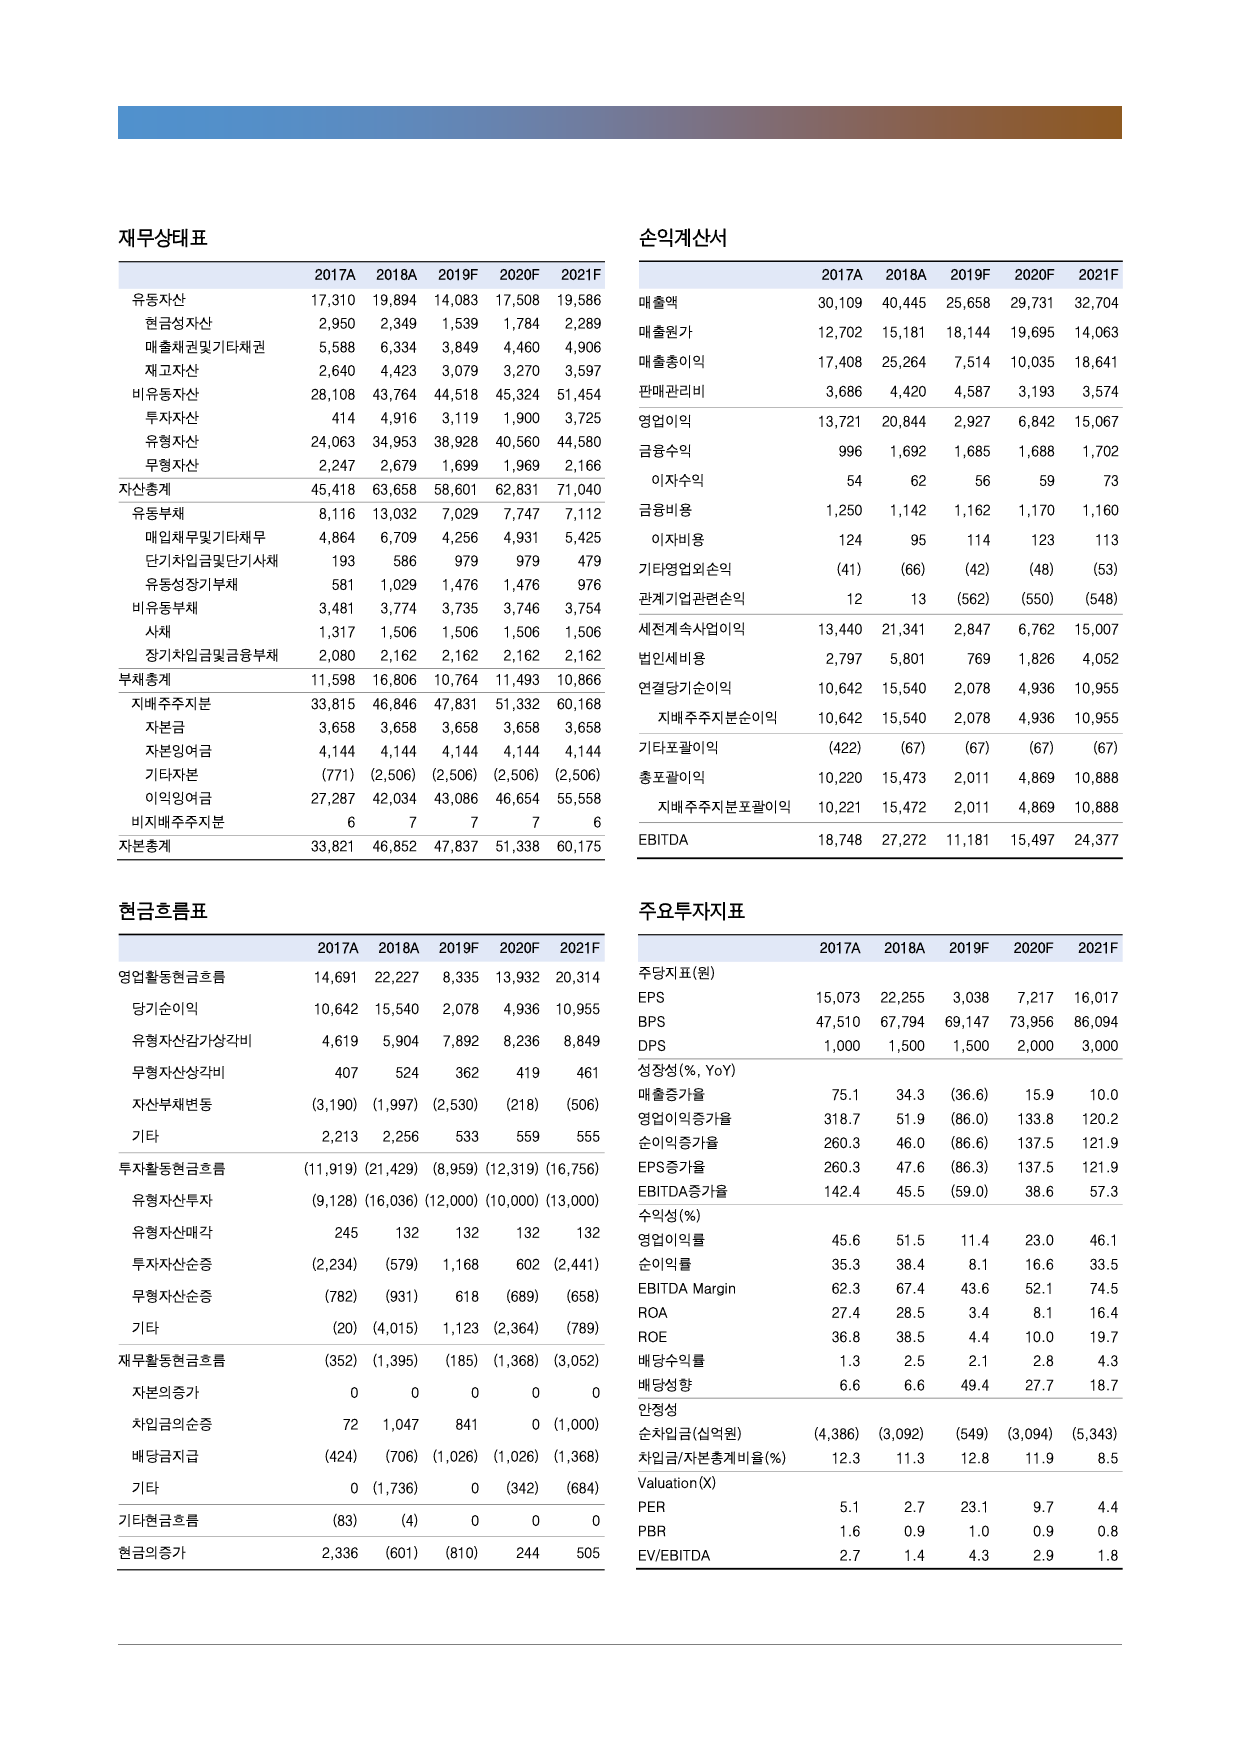 재무상태표
2017A 2018A 2019F 2020F 2021F
유동자산 17,310 19,894 14,083 17,508 19,586
현금성자산 2,950 2,349 1,539 1,784 2,289
매출채권및기타채권 5,588 6,334 3,849 4,460 4,906
재고자산 2,640 4,423 3,079 3,270 3,597
비유동자산 28,108 43,764 44,518 45,324 51,454
투자자산 414 4,916 3,119 1,900 3,725
유형자산 24,063 34,953 38,928 40,560 44,580
무형자산 2,247 2,679 1,699 1,969 2,166
자산총계 45,418 63,658 58,601 62,831 71,040
유동부채 8,116 13,032 7,029 7,747 7,112
매입채무및기타채무 4,864 6,709 4,256 4,931 5,425
단기차입금및단기사채 193 586 979 979 479
유동성장기부채 581 1,029 1,476 1,476 976
비유동부채 3,481 3,774 3,735 3,746 3,754
사채 1,317 1,506 1,506 1,506 1,506
장기차입금및금융부채 2,080 2,162 2,162 2,162 2,162
부채총계 11,598 16,806 10,764 11,493 10,866
지배주주지분 33,815 46,846 47,831 51,332 60,168
자본금 3,658 3,658 3,658 3,658 3,658
자본잉여금 4,144 4,144 4,144 4,144 4,144
기타자본 (771) (2,506) (2,506) (2,506) (2,506)
이익잉여금 27,287 42,034 43,086 46,654 55,558
비지배주주지분 6 7 7 7 6
자본총계 33,821 46,852 47,837 51,338 60,175
손익계산서
2017A 2018A 2019F 2020F 2021F
매출액 30,109 40,445 25,658 29,731 32,704
매출원가 12,702 15,181 18,144 19,695 14,063
매출총이익 17,408 25,264 7,514 10,035 18,641
판매관리비 3,686 4,420 4,587 3,193 3,574
영업이익 13,721 20,844 2,927 6,842 15,067
금융수익 996 1,692 1,685 1,688 1,702
이자수익 54 62 56 59 73
금융비용 1,250 1,142 1,162 1,170 1,160
이자비용 124 95 114 123 113
기타영업외손익 (41) (66) (42) (48) (53)
관계기업관련손익 12 13 (562) (550) (548)
세전계속사업이익 13,440 21,341 2,847 6,762 15,007
법인세비용 2,797 5,801 769 1,826 4,052
연결당기순이익 10,642 15,540 2,078 4,936 10,955
지배주주지분순이익 10,642 15,540 2,078 4,936 10,955
기타포괄이익 (422) (67) (67) (67) (67)
총포괄이익 10,220 15,473 2,011 4,869 10,888
지배주주지분포괄이익 10,221 15,472 2,011 4,869 10,888
EBITDA 18,748 27,272 11,181 15,497 24,377
현금흐름표
2017A 2018A 2019F 2020F 2021F
영업활동현금흐름 14,691 22,227 8,335 13,932 20,314
당기순이익 10,642 15,540 2,078 4,936 10,955
유형자산감가상각비 4,619 5,904 7,892 8,236 8,849
무형자산상각비 407 524 362 419 461
자산부채변동 (3,190) (1,997) (2,530) (218) (506)
기타 2,213 2,256 533 559 555
투자활동현금흐름 (11,919) (21,429) (8,959) (12,319) (16,756)
유형자산투자 (9,128) (16,036) (12,000) (10,000) (13,000)
유형자산매각 245 132 132 132 132
투자자산순증 (2,234) (579) 1,168 602 (2,441)
무형자산순증 (782) (931) 618 (689) (658)
기타 (20) (4,015) 1,123 (2,364) (789)
재무활동현금흐름 (352) (1,395) (185) (1,368) (3,052)
자본의증가 0 0 0 0 0
차입금의순증 72 1,047 841 0 (1,000)
배당금지급 (424) (706) (1,026) (1,026) (1,368)
기타 0 (1,736) 0 (342) (684)
기타현금흐름 (83) (4) 0 0 0
현금의증가 2,336 (601) (810) 244 505
주요투자지표
2017A 2018A 2019F 2020F 2021F
주당지표(원)
EPS 15,073 22,255 3,038 7,217 16,017
BPS 47,510 67,794 69,147 73,956 86,094
DPS 1,000 1,500 1,500 2,000 3,000
성장성(%, YoY)
매출증가율 75.1 34.3 (36.6) 15.9 10.0
영업이익증가율 318.7 51.9 (86.0) 133.8 120.2
순이익증가율 260.3 46.0 (86.6) 137.5 121.9
EPS증가율 260.3 47.6 (86.3) 137.5 121.9
EBITDA증가율 142.4 45.5 (59.0) 38.6 57.3
수익성(%)
영업이익률 45.6 51.5 11.4 23.0 46.1
순이익률 35.3 38.4 8.1 16.6 33.5
EBITDA Margin 62.3 67.4 43.6 52.1 74.5
ROA 27.4 28.5 3.4 8.1 16.4
ROE 36.8 38.5 4.4 10.0 19.7
배당수익률 1.3 2.5 2.1 2.8 4.3
배당성향 6.6 6.6 49.4 27.7 18.7
안정성
순차입금(십억원) (4,386) (3,092) (549) (3,094) (5,343)
차입금/자본총계비율(%) 12.3 11.3 12.8 11.9 8.5
Valuation(X)
PER 5.1 2.7 23.1 9.7 4.4
PBR 1.6 0.9 1.0 0.9 0.8
EV/EBITDA 2.7 1.4 4.3 2.9 1.8